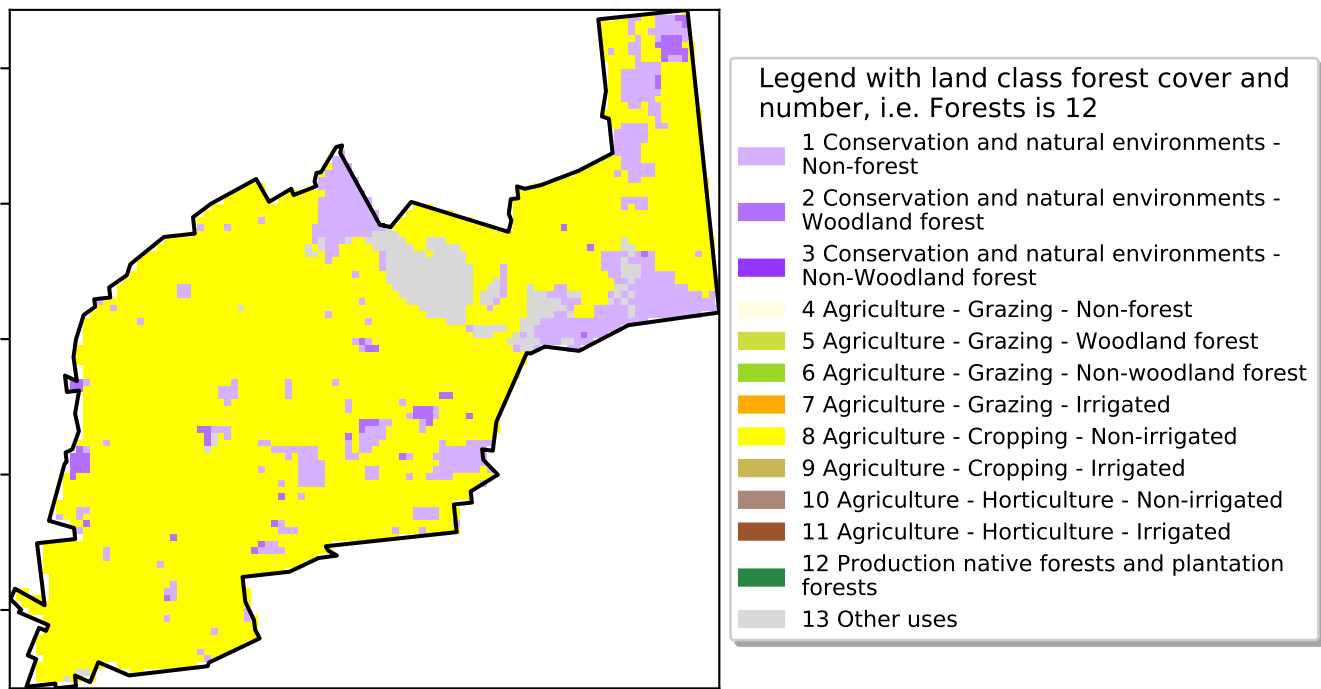 Legend with land class forest cover and
number, i.e. Forests is 12
1 Conservation and natural environments -
Non-forest
2 Conservation and natural environments -
Woodland forest
3 Conservation and natural environments -
Non-Woodland forest
4 Agriculture - Grazing - Non-forest
5 Agriculture - Grazing - Woodland forest
6 Agriculture - Grazing - Non-woodland forest
7 Agriculture - Grazing - Irrigated
8 Agriculture - Cropping - Non-irrigated
9 Agriculture - Cropping - Irrigated
10 Agriculture - Horticulture - Non-irrigated
11 Agriculture - Horticulture - Irrigated
12 Production native forests and plantation
forests
13 Other uses